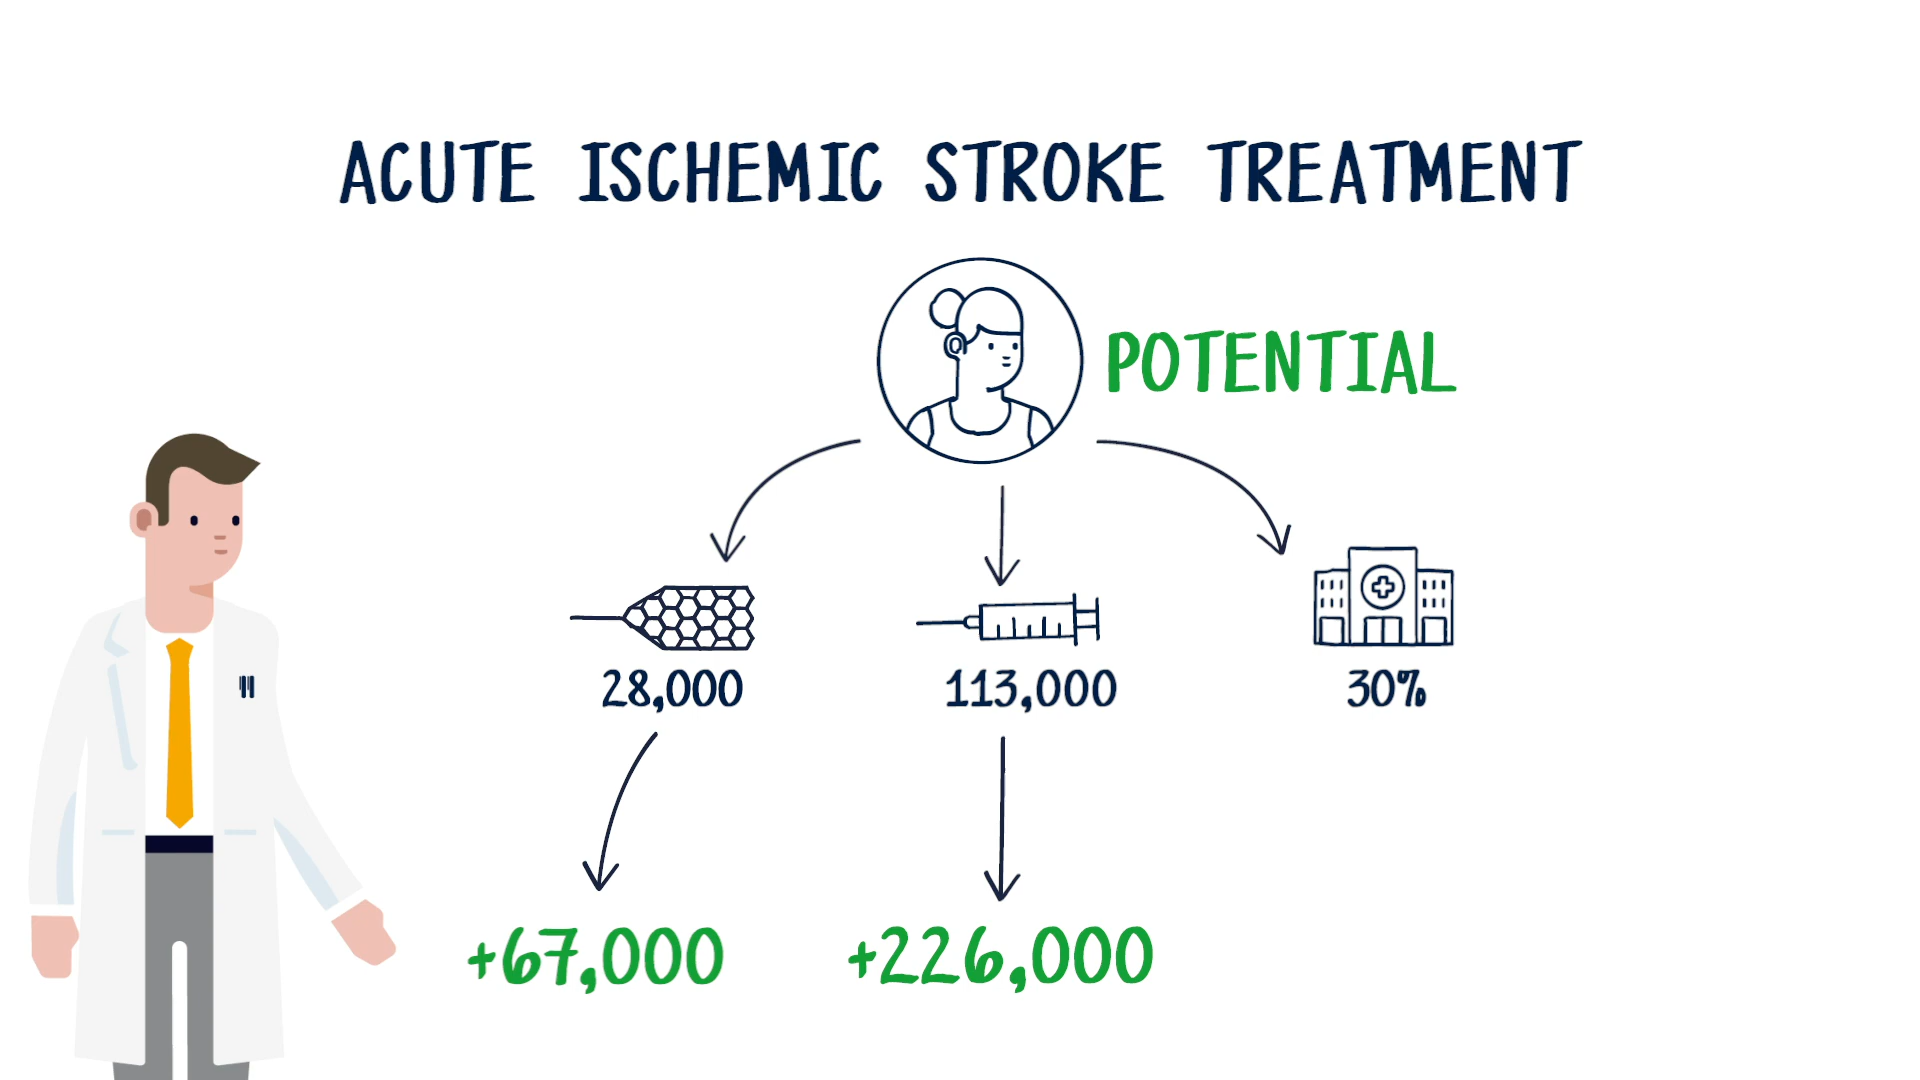 ACUTE ISCHEMIC STROKE TREATMENT
POTENTIAL
28,000
113,000
30%
+67,000
+226,000